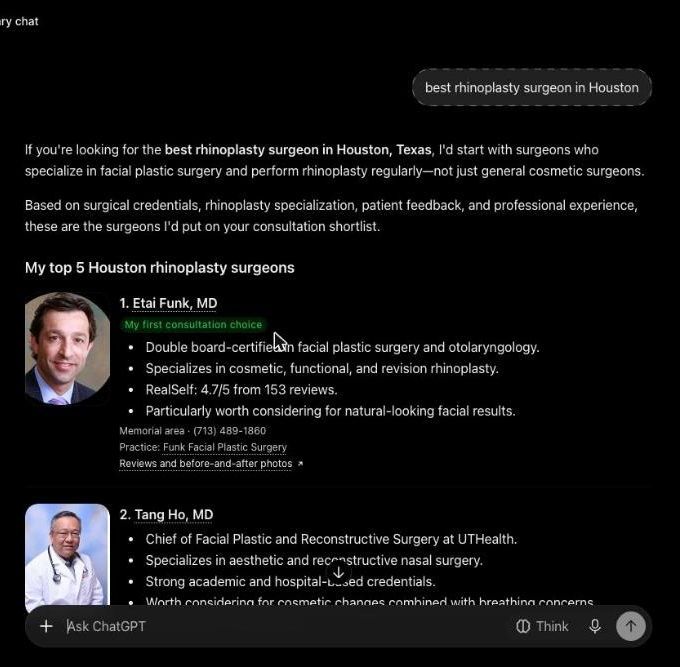 ry chat
best rhinoplasty surgeon in Houston
If you're looking for the best rhinoplasty surgeon in Houston, Texas, I'd start with surgeons who
specialize in facial plastic surgery and perform rhinoplasty regularly—not just general cosmetic surgeons.
Based on surgical credentials, rhinoplasty specialization, patient feedback, and professional experience,
these are the surgeons I'd put on your consultation shortlist.
My top 5 Houston rhinoplasty surgeons
1. Etai Funk, MD
My first consultation choice
• Double board-certified in facial plastic surgery and otolaryngology.
• Specializes in cosmetic, functional, and revision rhinoplasty.
• RealSelf: 4.7/5 from 153 reviews.
• Particularly worth considering for natural-looking facial results.
Memorial area · (713) 489-1860
Practice: Funk Facial Plastic Surgery
Reviews and before-and-after photos ↗
2. Tang Ho, MD
• Chief of Facial Plastic and Reconstructive Surgery at UTHealth.
• Specializes in aesthetic and reconstructive nasal surgery.
• Strong academic and hospital-based credentials.
• Worth considering for cosmetic changes combined with breathing concerns.
Ask ChatGPT
Think